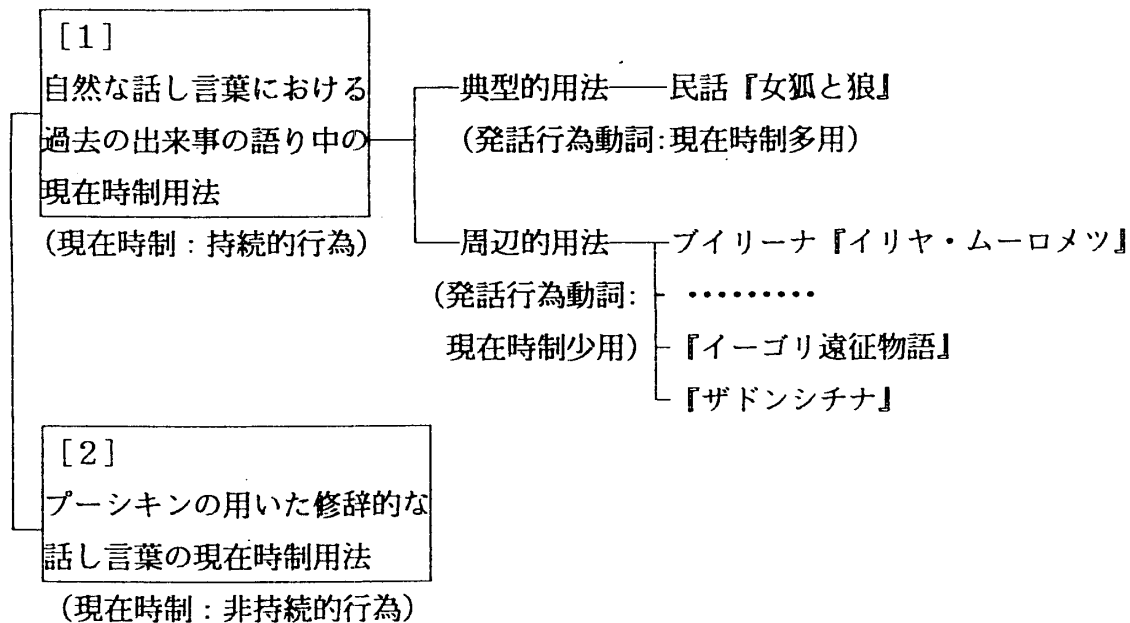 [1]
自然な話し言葉における
過去の出来事の語り中の
現在時制用法
(現在時制:持続的行為)
典型的用法 民話『女狐と狼』
(発話行為動詞:現在時制多用)
周辺的用法 ブイリーナ『イリヤ・ムーロメツ』
(発話行為動詞: ・・・・・・・・・
現在時制少用) 『イーゴリ遠征物語』
『ザドンシチナ』
[2]
プーシキンの用いた修辞的な
話し言葉の現在時制用法
(現在時制:非持続的行為)